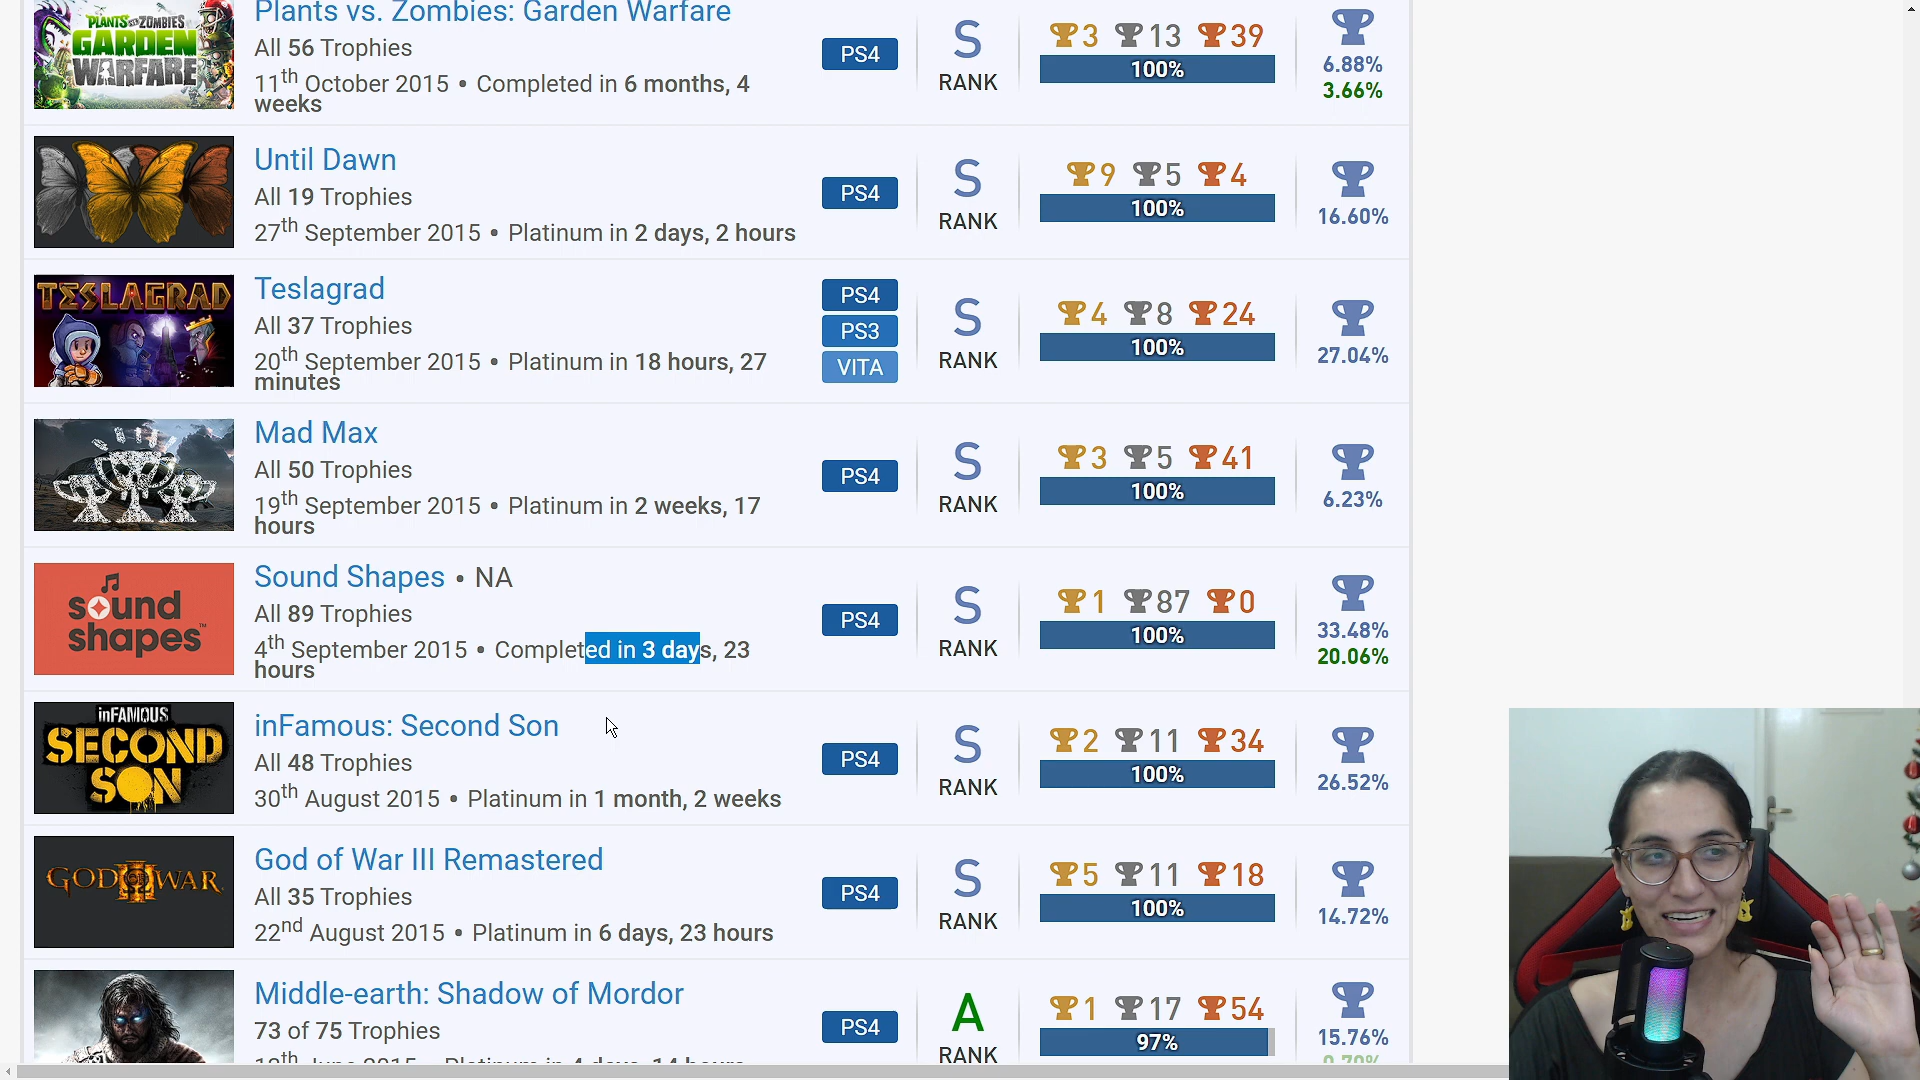 Plants vs. Zombies: Garden Warfare
PLANTS vs ZOMBIES
GARDEN
WARFARE
All 56 Trophies
11th October 2015 • Completed in 6 months, 4
weeks
PS4
S
RANK
3 13 39
100%
6.88%
3.66%
Until Dawn
All 19 Trophies
27th September 2015 • Platinum in 2 days, 2 hours
PS4
S
RANK
9 5 4
100%
16.60%
TESLAGRAD
Teslagrad
All 37 Trophies
20th September 2015 • Platinum in 18 hours, 27
minutes
PS4
PS3
VITA
S
RANK
4 8 24
100%
27.04%
Mad Max
All 50 Trophies
19th September 2015 • Platinum in 2 weeks, 17
hours
PS4
S
RANK
3 5 41
100%
6.23%
sound
shapes™
Sound Shapes • NA
All 89 Trophies
4th September 2015 • Completed in 3 days, 23
hours
PS4
S
RANK
1 87 0
100%
33.48%
20.06%
inFAMOUS
SECOND
SON
inFamous: Second Son
All 48 Trophies
30th August 2015 • Platinum in 1 month, 2 weeks
PS4
S
RANK
2 11 34
100%
26.52%
GOD OF WAR III
God of War III Remastered
All 35 Trophies
22nd August 2015 • Platinum in 6 days, 23 hours
PS4
S
RANK
5 11 18
100%
14.72%
Middle-earth: Shadow of Mordor
73 of 75 Trophies
June 2015 • Platinum in 4 days, 14 hours
PS4
A
RANK
1 17 54
97%
15.76%